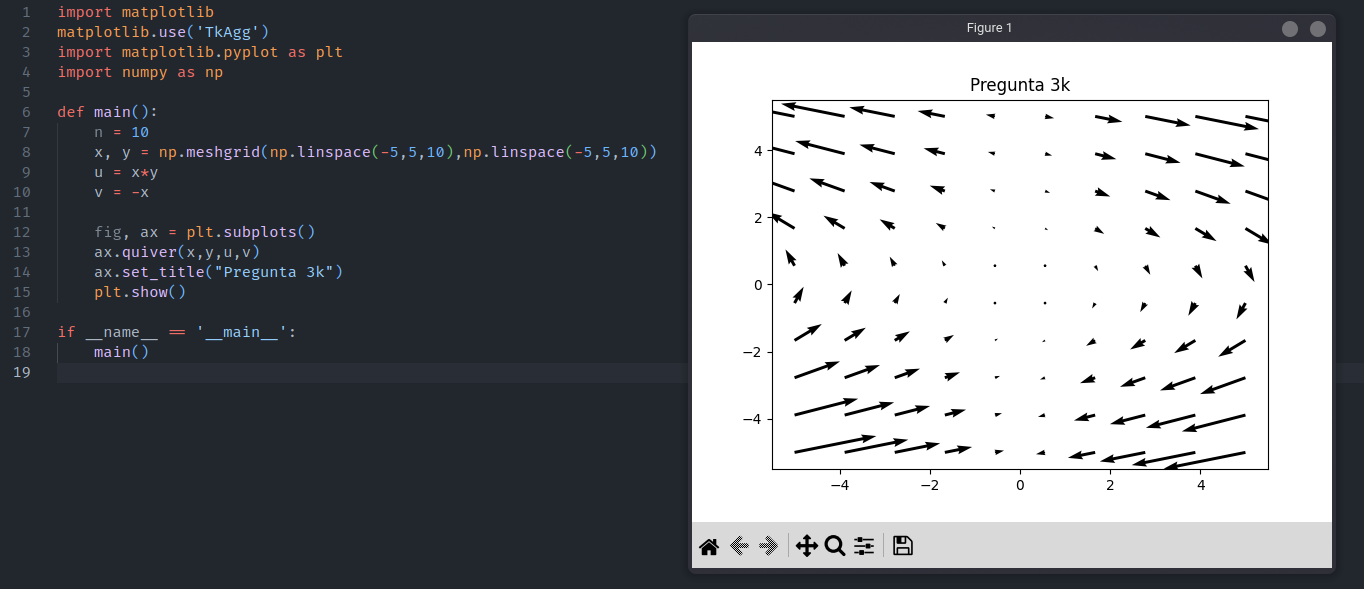 1 import matplotlib
2 matplotlib.use('TkAgg')
3 import matplotlib.pyplot as plt
4 import numpy as np
5
6 def main():
7     n = 10
8     x, y = np.meshgrid(np.linspace(-5,5,10),np.linspace(-5,5,10))
9     u = x*y
10     v = -x
11
12     fig, ax = plt.subplots()
13     ax.quiver(x,y,u,v)
14     ax.set_title("Pregunta 3k")
15     plt.show()
16
17 if __name__ == '__main__':
18     main()
19
Figure 1
Pregunta 3k
4
2
0
−2
−4
−4 −2 0 2 4